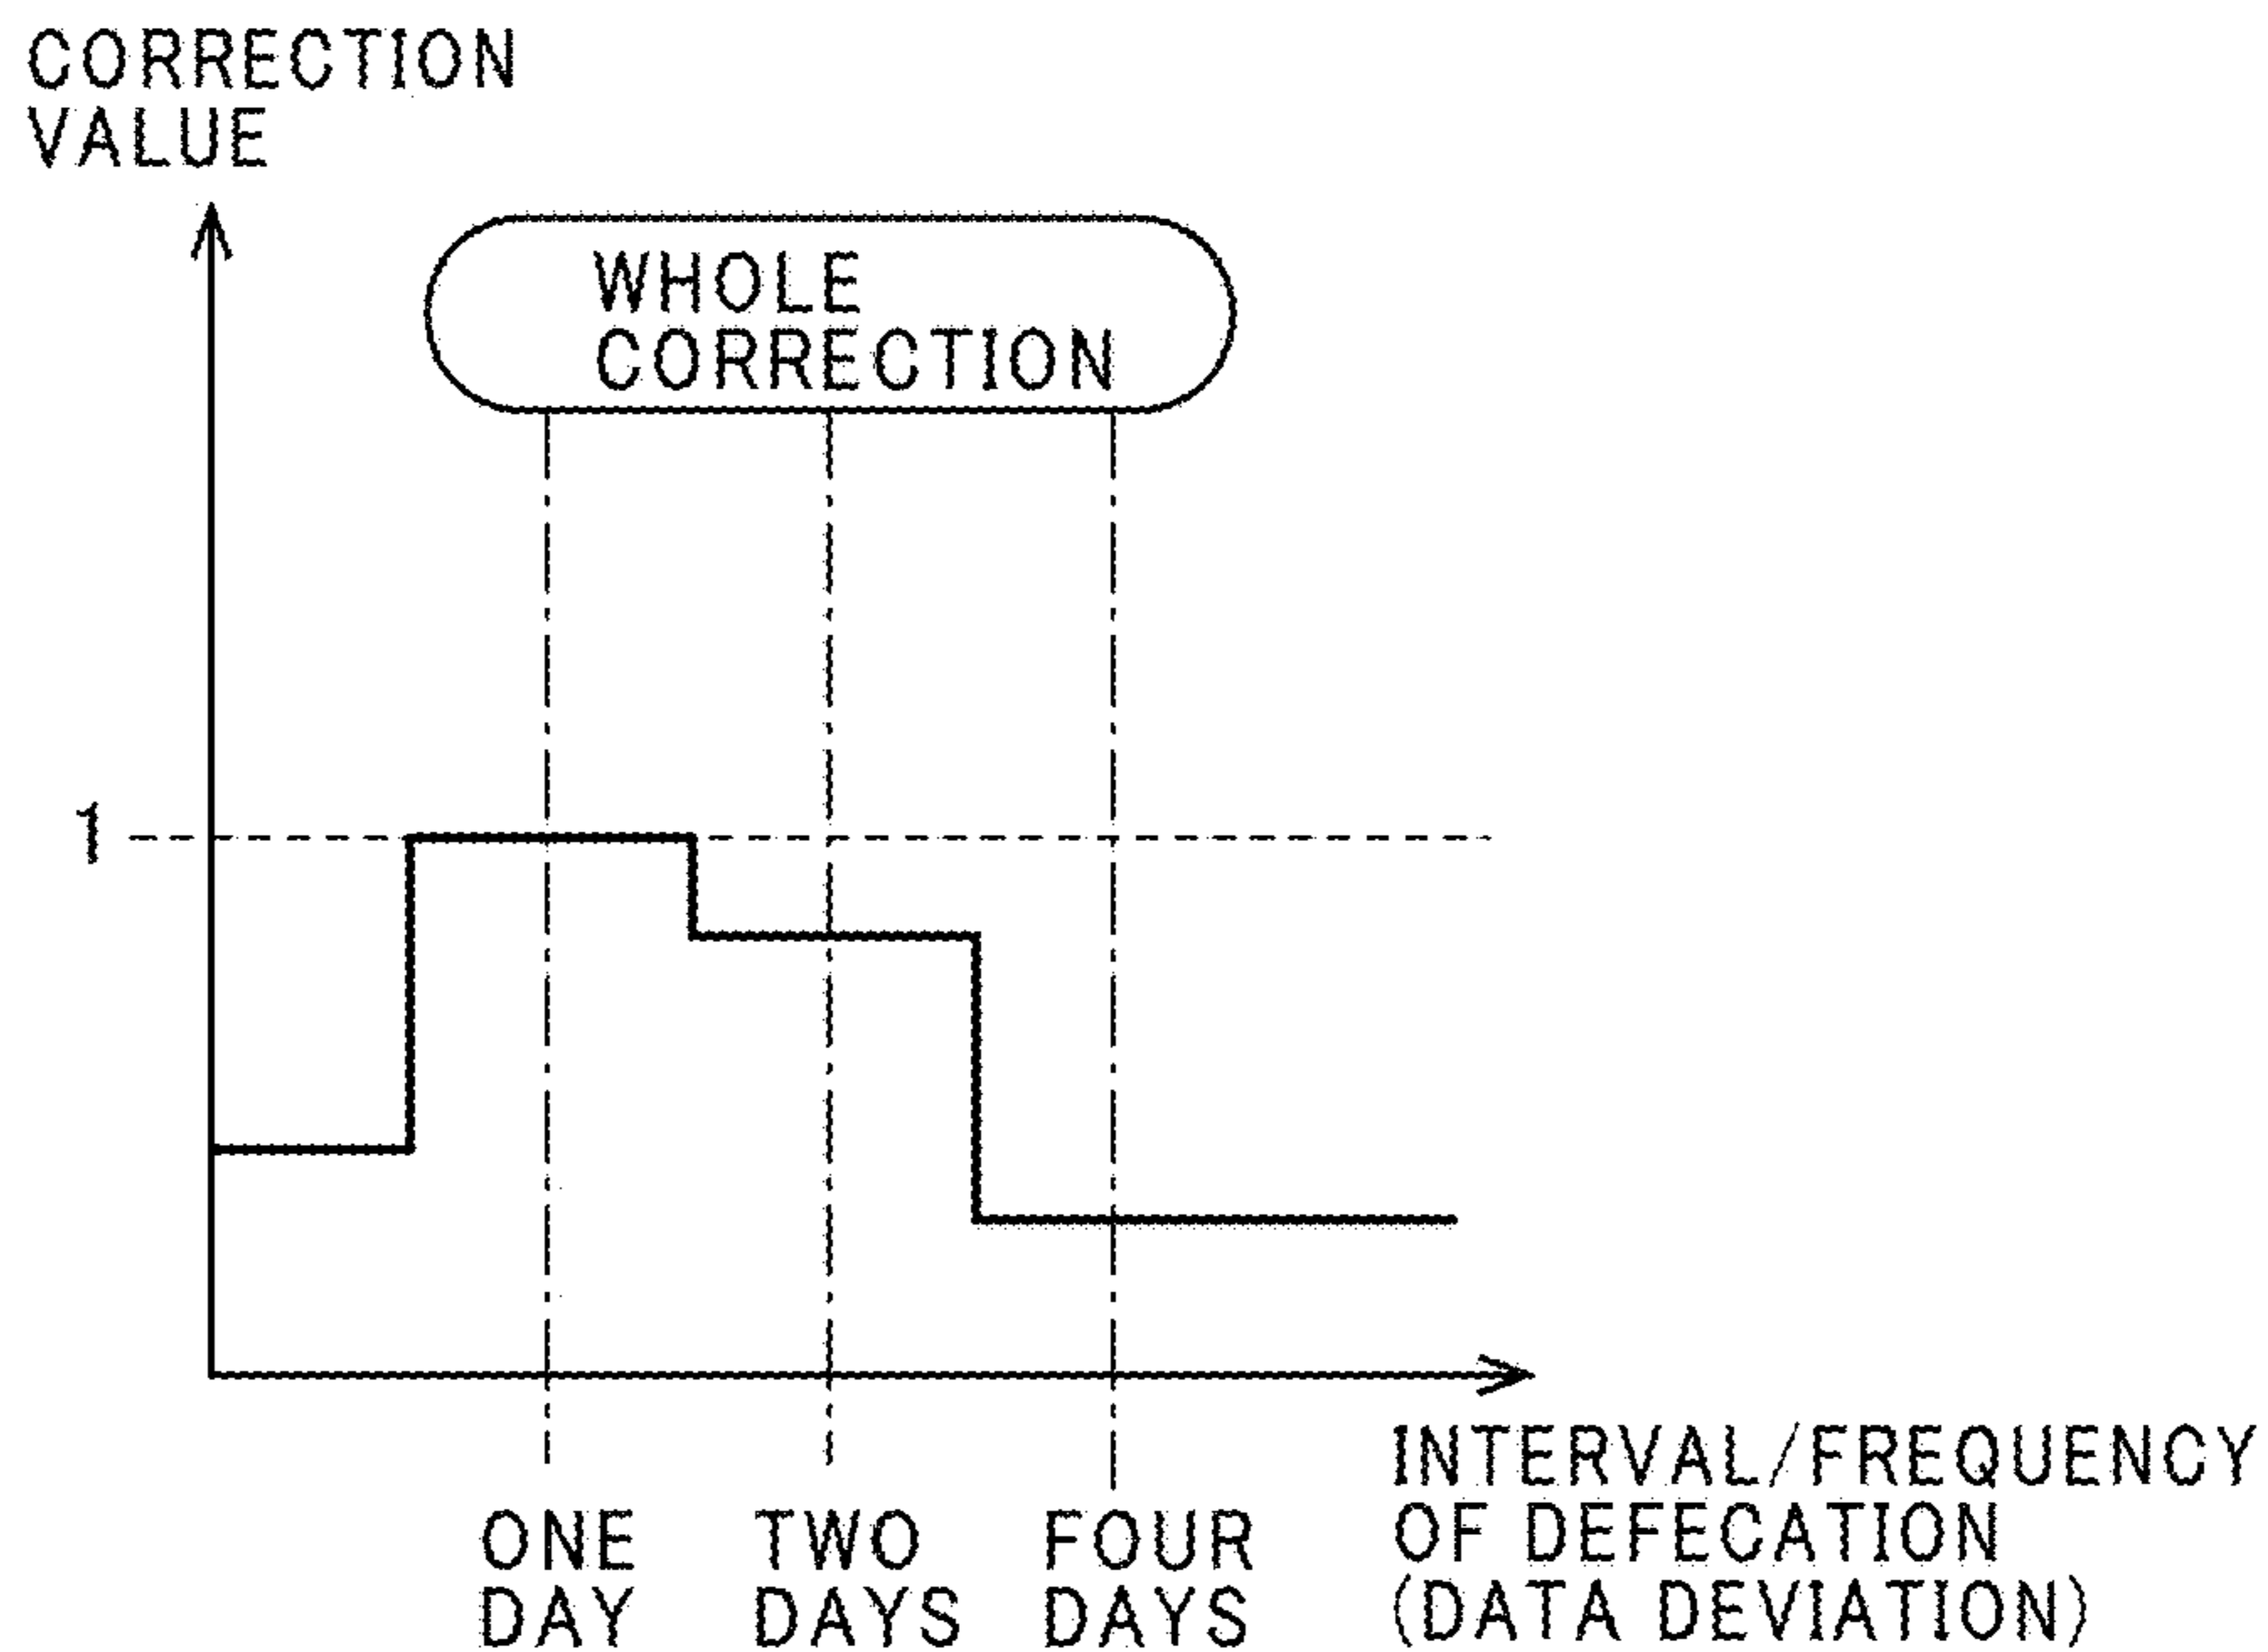 CORRECTION
VALUE
WHOLE
CORRECTION
1
ONE
DAY
TWO
DAYS
FOUR
DAYS
INTERVAL/FREQUENCY
OF DEFECATION
(DATA DEVIATION)